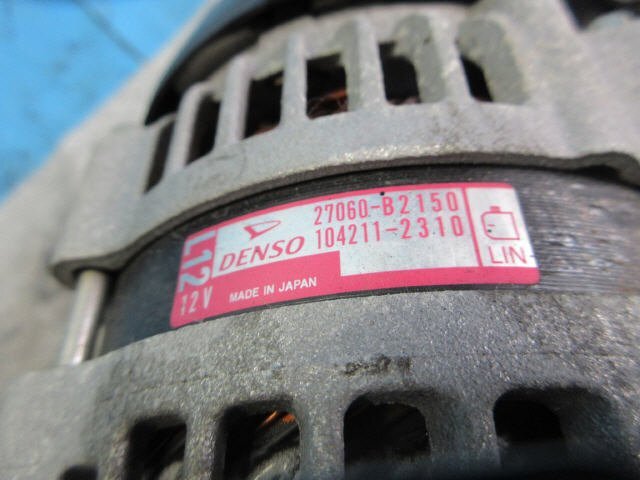 L12
12V
DENSO
27060-B2150
104211-2310
MADE IN JAPAN
LIN